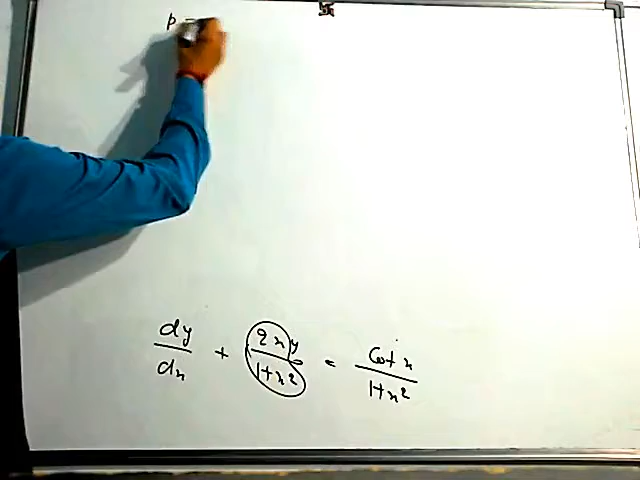 p =
dy/dx + 2xy/1+x2 = Cot x/1+x2